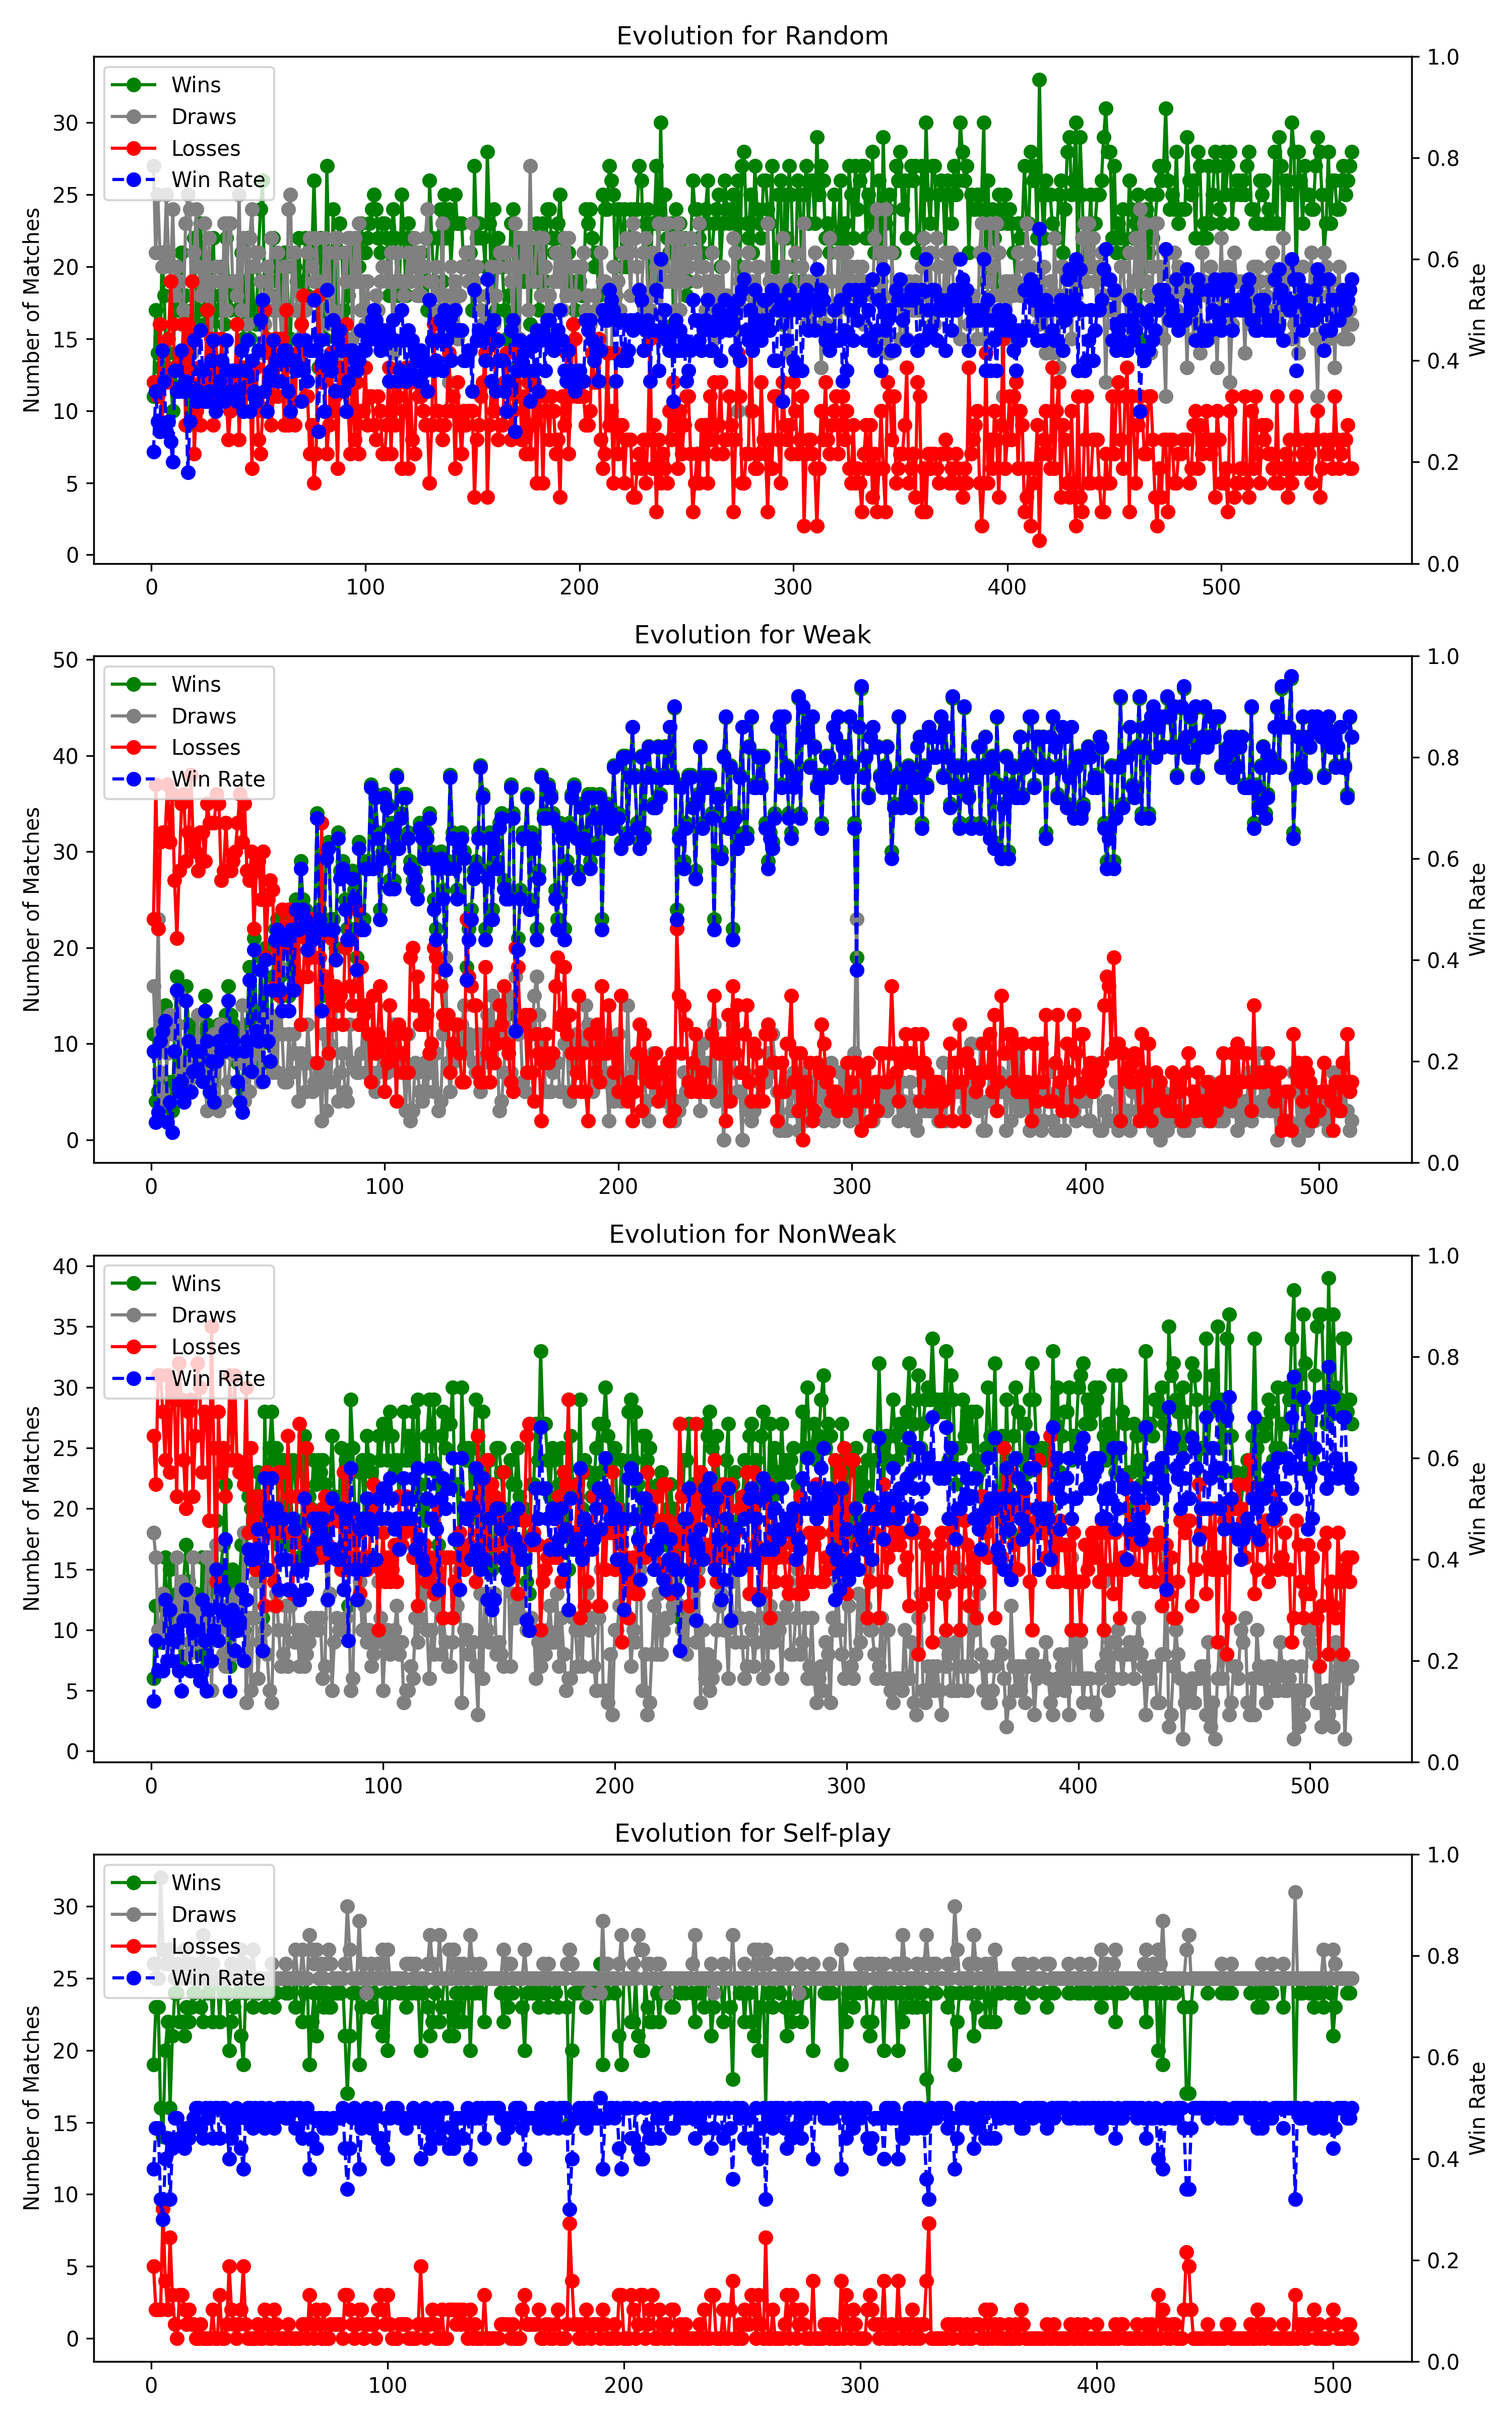 Evolution for Random
Wins
Draws
Losses
Win Rate
Number of Matches
Win Rate
30
25
20
15
10
5
0
1.0
0.8
0.6
0.4
0.2
0.0
0 100 200 300 400 500
Evolution for Weak
Wins
Draws
Losses
Win Rate
Number of Matches
Win Rate
50
40
30
20
10
0
1.0
0.8
0.6
0.4
0.2
0.0
0 100 200 300 400 500
Evolution for NonWeak
Wins
Draws
Losses
Win Rate
Number of Matches
Win Rate
40
35
30
25
20
15
10
5
0
1.0
0.8
0.6
0.4
0.2
0.0
0 100 200 300 400 500
Evolution for Self-play
Wins
Draws
Losses
Win Rate
Number of Matches
Win Rate
30
25
20
15
10
5
0
1.0
0.8
0.6
0.4
0.2
0.0
0 100 200 300 400 500